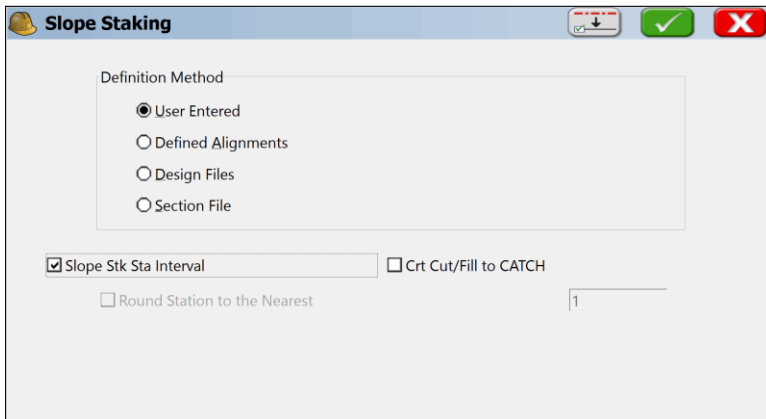 Slope Staking
Definition Method
User Entered
Defined Alignments
Design Files
Section File
Slope Stk Sta Interval Crt Cut/Fill to CATCH
Round Station to the Nearest 1